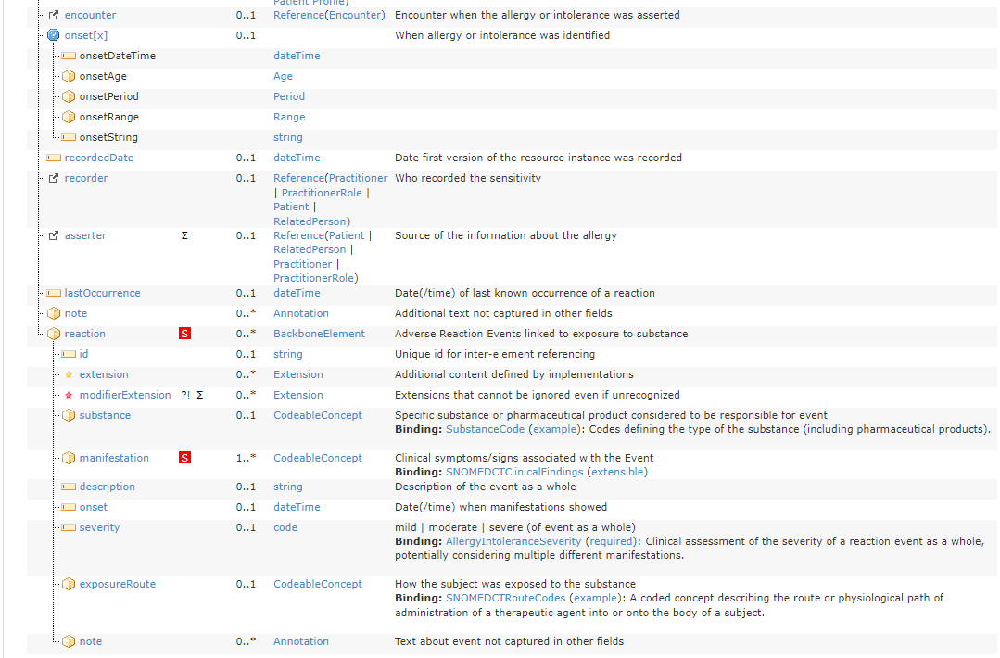 Patient Profile)
encounter 0..1 Reference(Encounter) Encounter when the allergy or intolerance was asserted
onset[x] 0..1 When allergy or intolerance was identified
onsetDateTime dateTime
onsetAge Age
onsetPeriod Period
onsetRange Range
onsetString string
recordedDate 0..1 dateTime Date first version of the resource instance was recorded
recorder 0..1 Reference(Practitioner Who recorded the sensitivity
| PractitionerRole |
Patient |
RelatedPerson)
asserter Σ 0..1 Reference(Patient | Source of the information about the allergy
RelatedPerson |
Practitioner |
PractitionerRole)
lastOccurrence 0..1 dateTime Date(/time) of last known occurrence of a reaction
note 0..* Annotation Additional text not captured in other fields
reaction S 0..* BackboneElement Adverse Reaction Events linked to exposure to substance
id 0..1 string Unique id for inter-element referencing
extension 0..* Extension Additional content defined by implementations
modifierExtension ?! Σ 0..* Extension Extensions that cannot be ignored even if unrecognized
substance 0..1 CodeableConcept Specific substance or pharmaceutical product considered to be responsible for event
Binding: SubstanceCode (example): Codes defining the type of the substance (including pharmaceutical products).
manifestation S 1..* CodeableConcept Clinical symptoms/signs associated with the Event
Binding: SNOMEDCTClinicalFindings (extensible)
description 0..1 string Description of the event as a whole
onset 0..1 dateTime Date(/time) when manifestations showed
severity 0..1 code mild | moderate | severe (of event as a whole)
Binding: AllergyIntoleranceSeverity (required): Clinical assessment of the severity of a reaction event as a whole,
potentially considering multiple different manifestations.
exposureRoute 0..1 CodeableConcept How the subject was exposed to the substance
Binding: SNOMEDCTRouteCodes (example): A coded concept describing the route or physiological path of
administration of a therapeutic agent into or onto the body of a subject.
note 0..* Annotation Text about event not captured in other fields